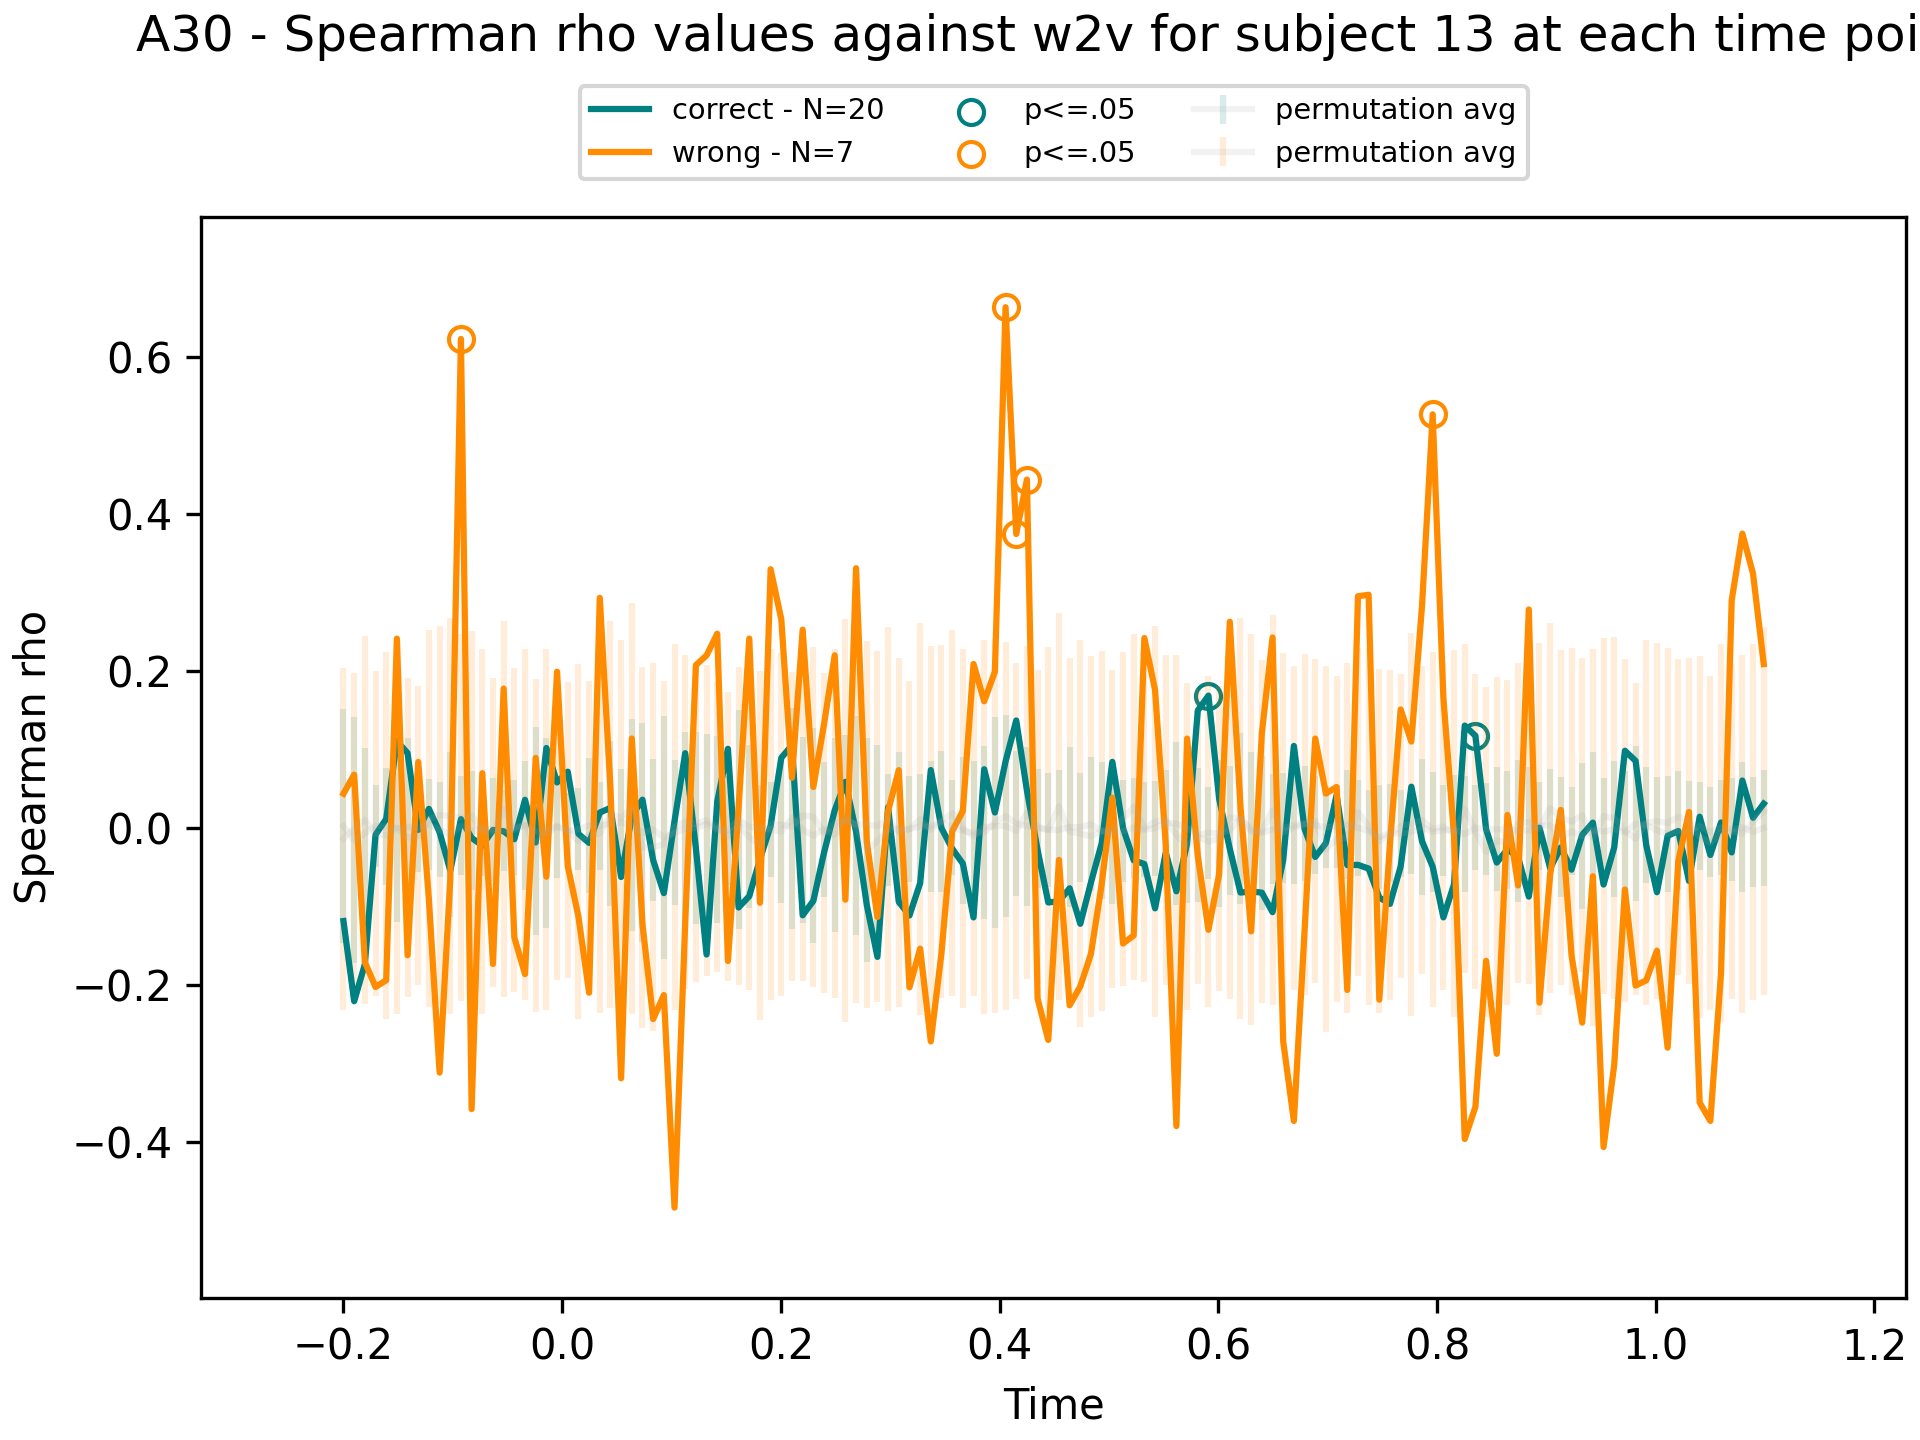 A30 - Spearman rho values against w2v for subject 13 at each time poi
correct - N=20
wrong - N=7
p<=.05
p<=.05
permutation avg
permutation avg
Spearman rho
0.6
0.4
0.2
0.0
−0.2
−0.4
−0.2
0.0
0.2
0.4
0.6
0.8
1.0
1.2
Time